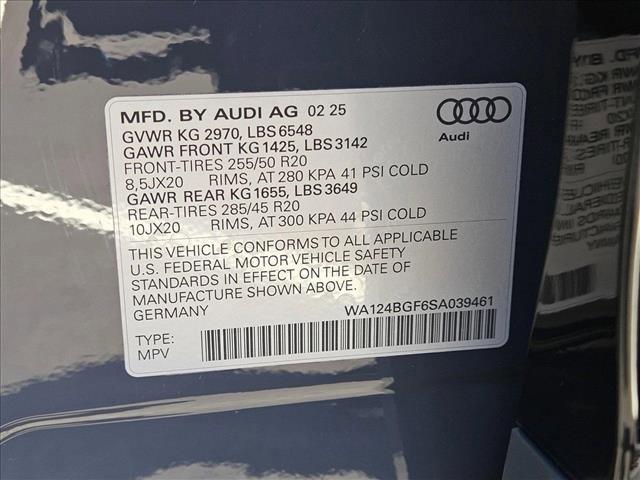 MFD. BY AUDI AG 02 25
GVWR KG 2970, LBS 6548
GAWR FRONT KG 1425, LBS 3142
FRONT-TIRES 255/50 R20
8,5JX20 RIMS, AT 280 KPA 41 PSI COLD
GAWR REAR KG1655, LBS 3649
REAR-TIRES 285/45 R20
10JX20 RIMS, AT 300 KPA 44 PSI COLD
Audi
THIS VEHICLE CONFORMS TO ALL APPLICABLE
U.S. FEDERAL MOTOR VEHICLE SAFETY
STANDARDS IN EFFECT ON THE DATE OF
MANUFACTURE SHOWN ABOVE.
GERMANY
WA124BGF6SA039461
TYPE:
MPV